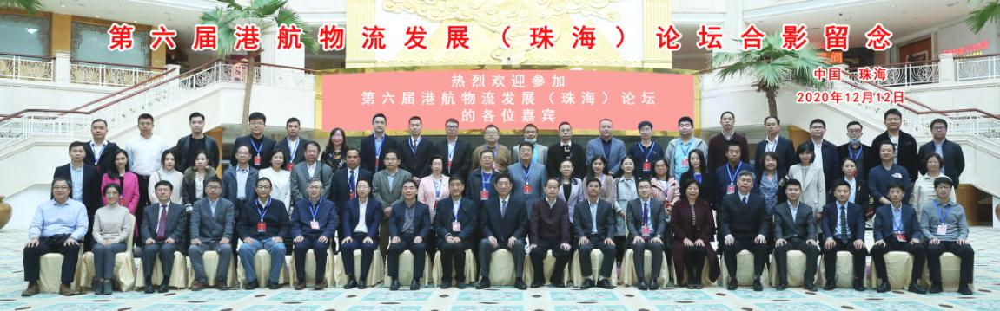 第六届港航物流发展（珠海）论坛合影留念
中国 珠海
2020年12月12日
热烈欢迎参加
第六届港航物流发展（珠海）论坛
的各位嘉宾